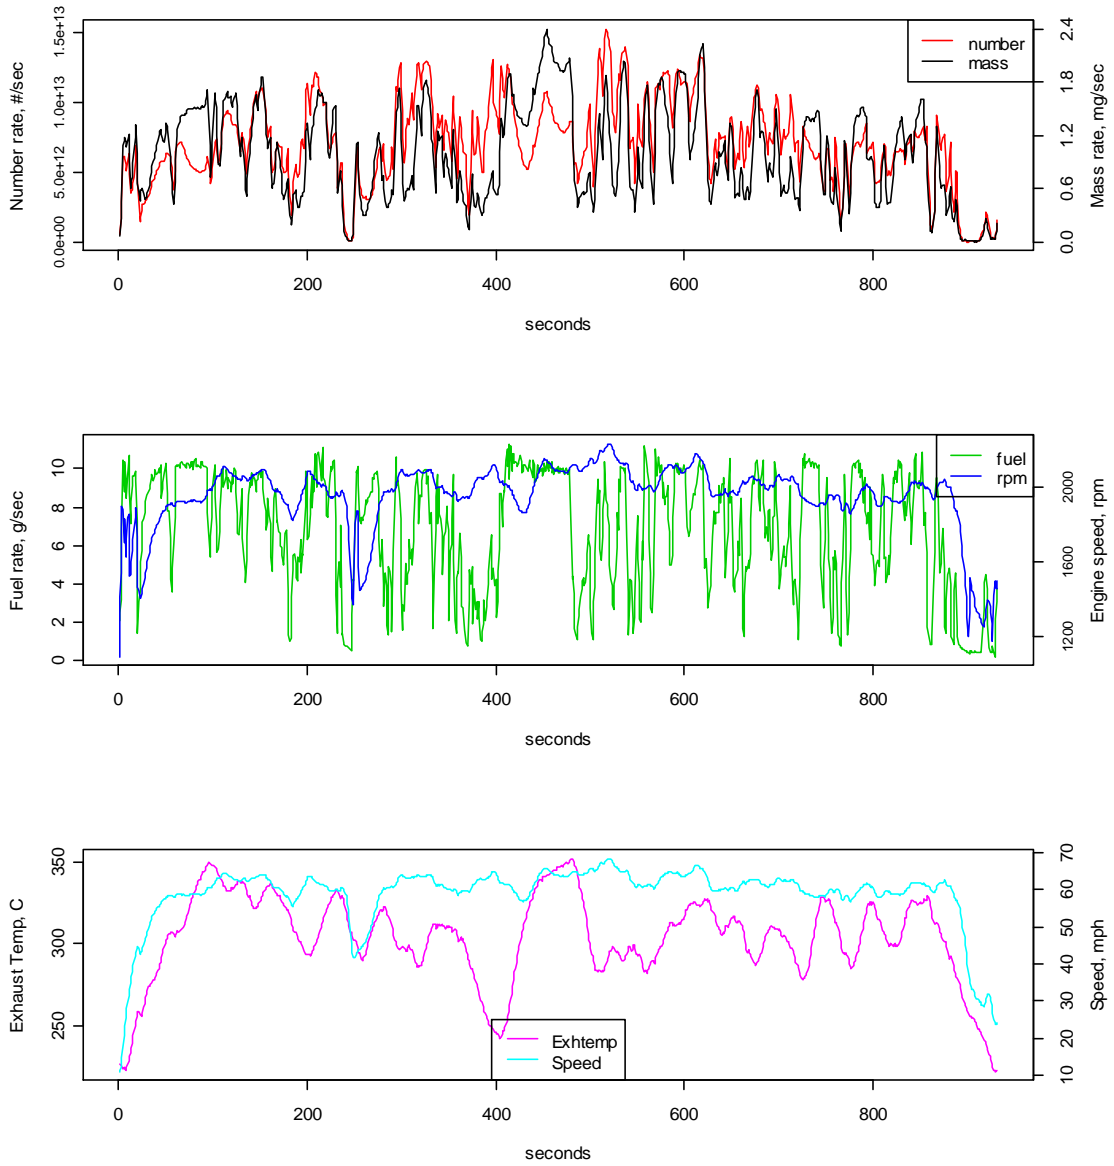 number
mass
0.0e+00 5.0e+12 1.0e+13 1.5e+13
Number rate, #/sec
0.0 0.6 1.2 1.8 2.4
Mass rate, mg/sec
0 200 400 600 800
seconds
fuel
rpm
0 2 4 6 8 10
Fuel rate, g/sec
1200 1600 2000
Engine speed, rpm
0 200 400 600 800
seconds
Exhtemp
Speed
250 300 350
Exhaust Temp, C
10 20 30 40 50 60 70
Speed, mph
0 200 400 600 800
seconds